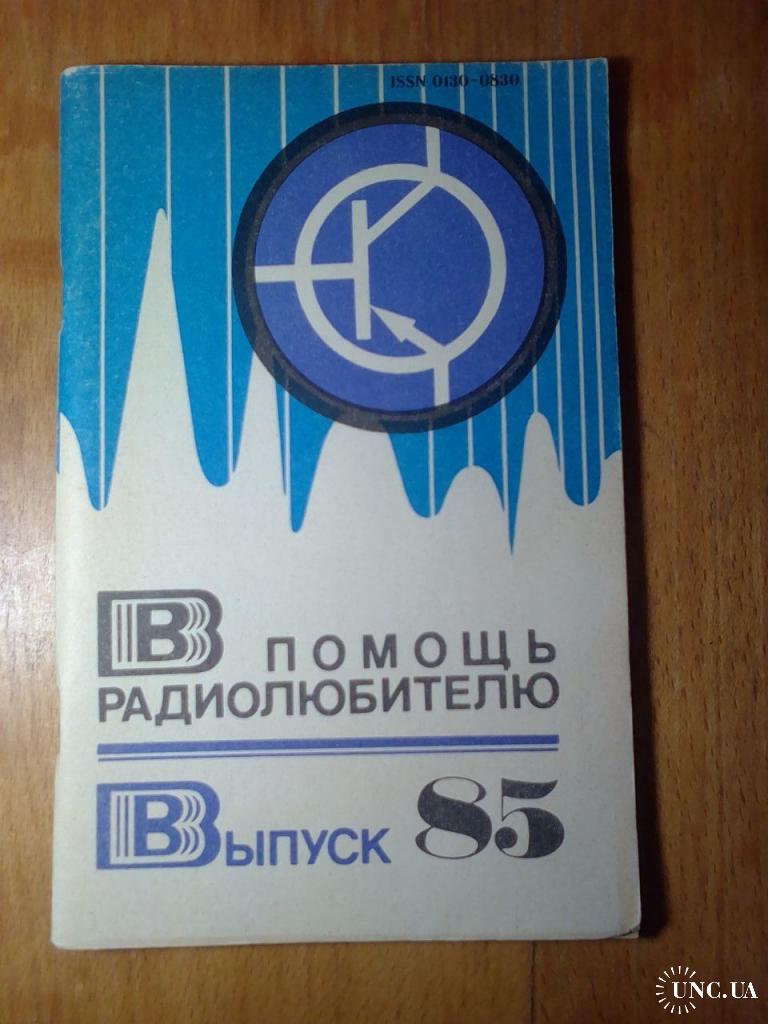 ISSN 0130-0830
В ПОМОЩЬ
РАДИОЛЮБИТЕЛЮ
Выпуск 85
UNC.UA